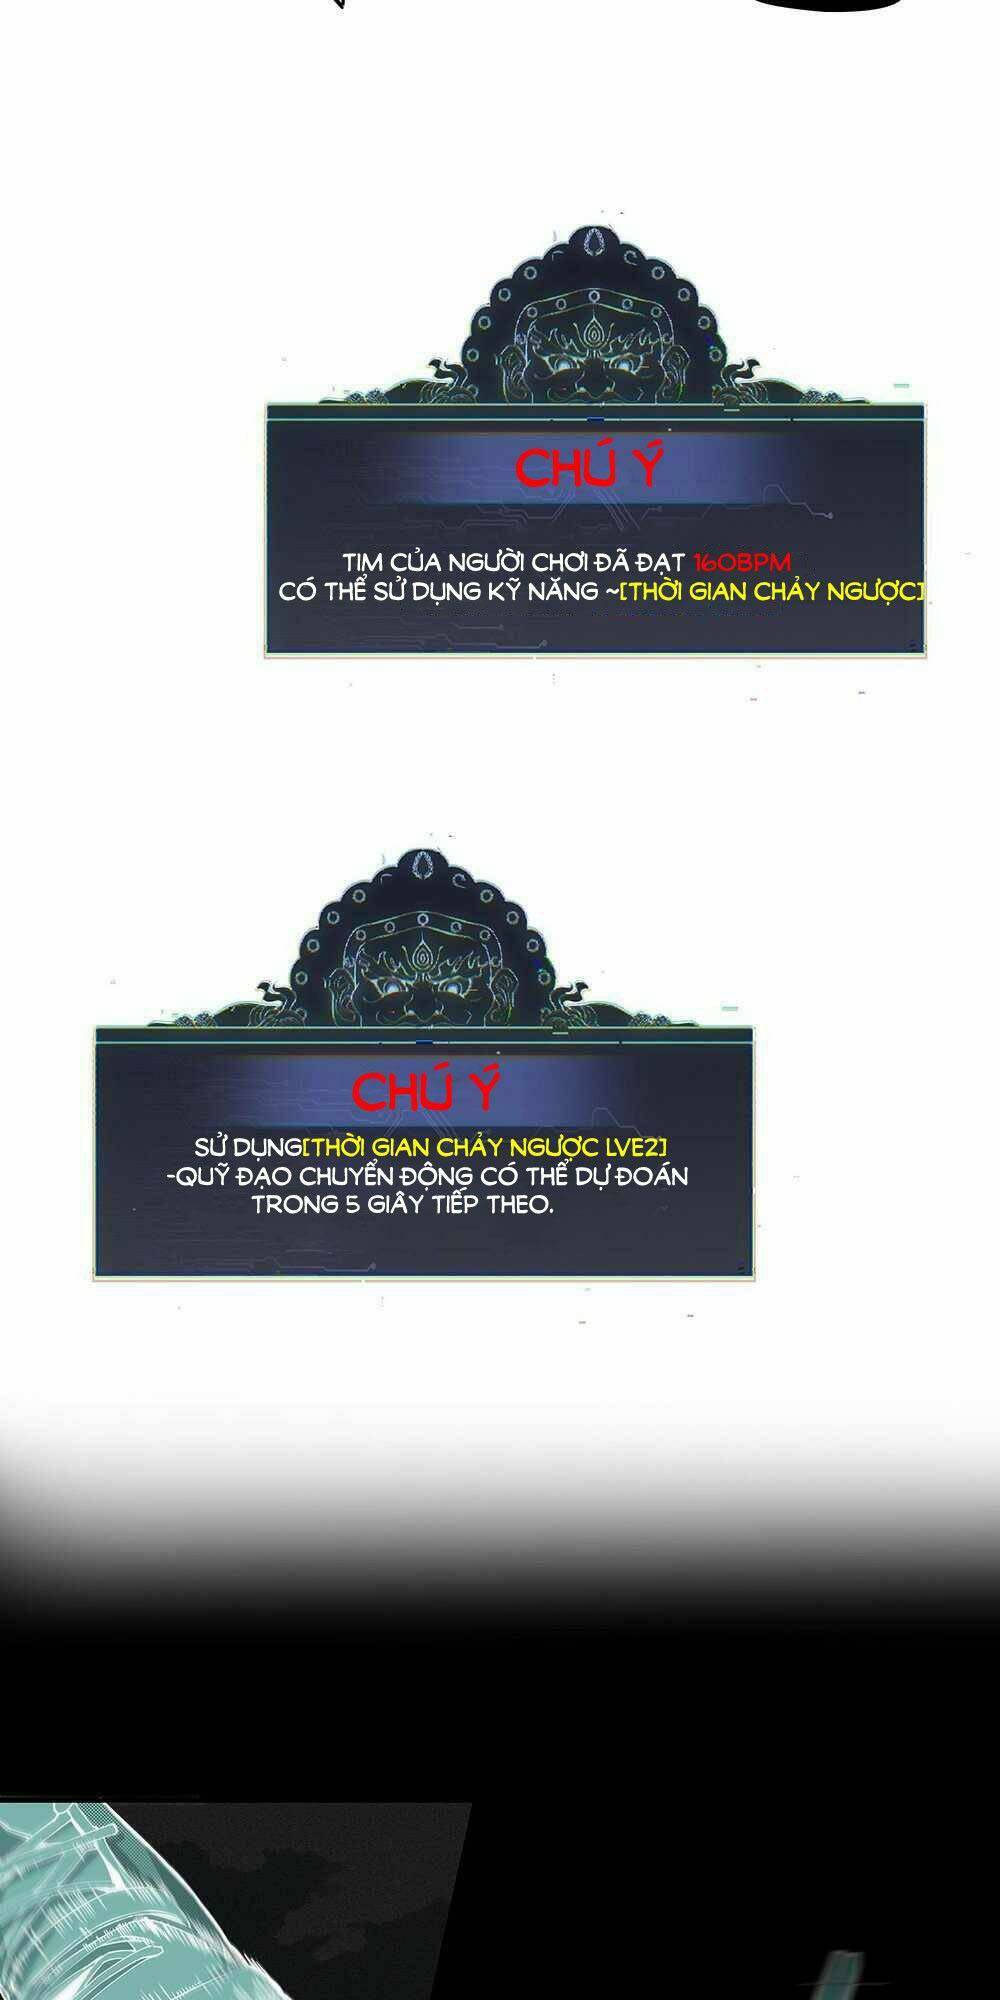 CHÚ Ý
TIM CỦA NGƯỜI CHƠI ĐÃ ĐẠT 160BPM
CÓ THỂ SỬ DỤNG KỸ NĂNG ~[THỜI GIAN CHẢY NGƯỢC]
CHÚ Ý
SỬ DỤNG[THỜI GIAN CHẢY NGƯỢC LVE2]
-QUỸ ĐẠO CHUYỂN ĐỘNG CÓ THỂ DỰ ĐOÁN
TRONG 5 GIÂY TIẾP THEO.